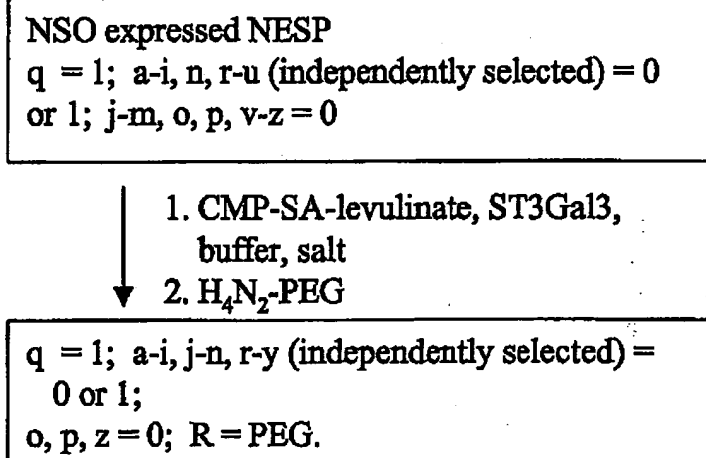 NSO expressed NESP
q = 1; a-i, n, r-u (independently selected) = 0
or 1; j-m, o, p, v-z = 0
1. CMP-SA-levulinate, ST3Gal3,
buffer, salt
2. H₄N₂-PEG
q = 1; a-i, j-n, r-y (independently selected) =
0 or 1;
o, p, z = 0; R = PEG.